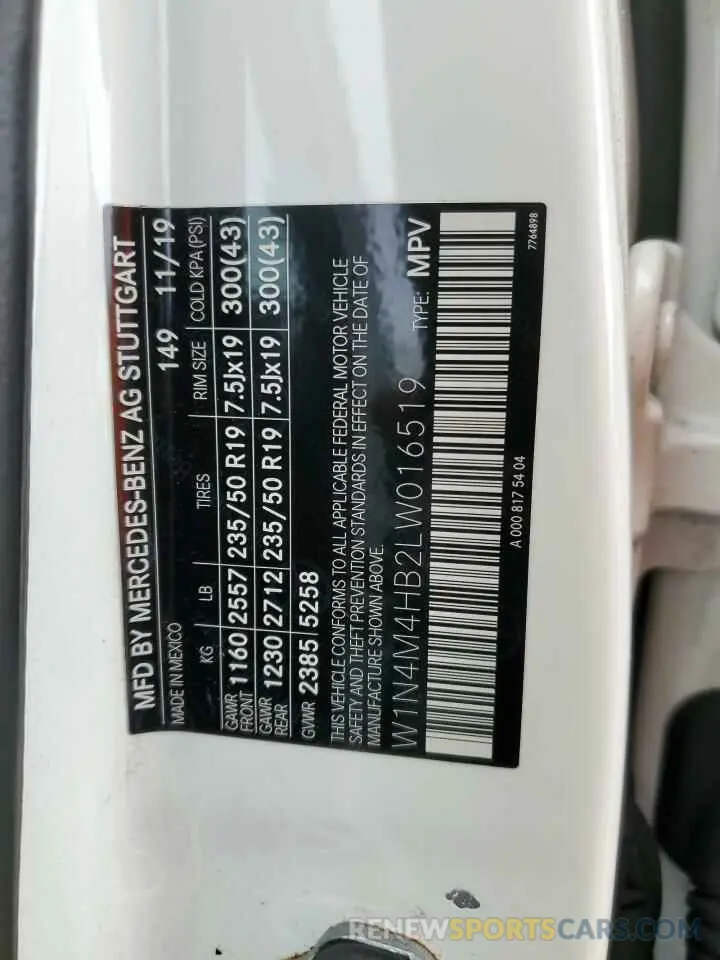 MFD BY MERCEDES-BENZ AG STUTTGART
MADE IN MEXICO 149 11/19
KG LB TIRES RIM SIZE COLD KPA (PSI)
GAWR FRONT 1160 2557 235/50 R19 7.5Jx19 300(43)
GAWR REAR 1230 2712 235/50 R19 7.5Jx19 300(43)
GVWR 2385 5258
THIS VEHICLE CONFORMS TO ALL APPLICABLE FEDERAL MOTOR VEHICLE
SAFETY AND THEFT PREVENTION STANDARDS IN EFFECT ON THE DATE OF
MANUFACTURE SHOWN ABOVE.
W1N4M4HB2LW016519 TYPE: MPV
A 000 817 54 04 7764898
RENEWSPORTSCARS.COM